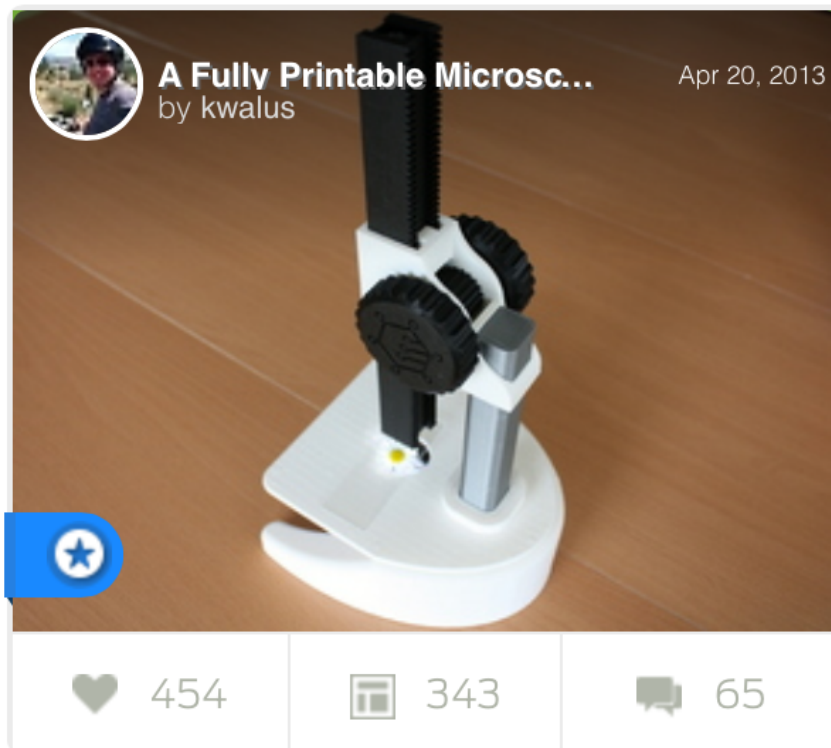 A Fully Printable Microsc...
by kwalus
Apr 20, 2013
454
343
65